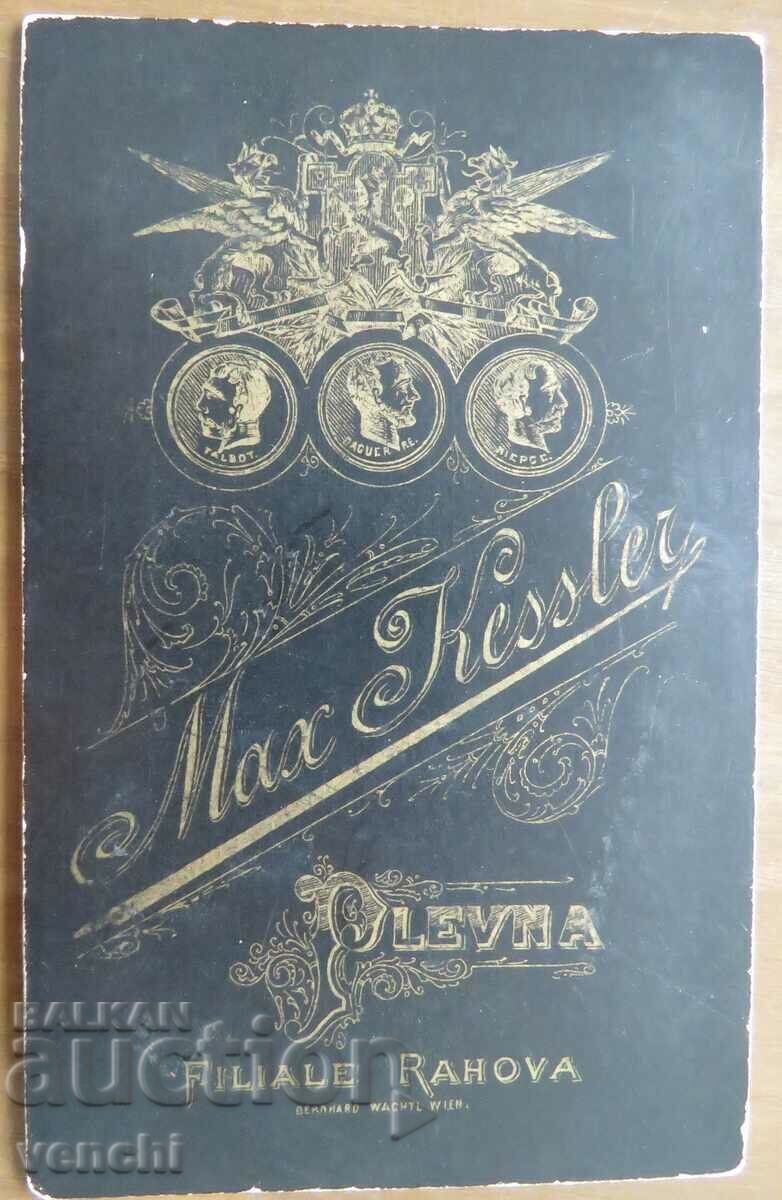 TALBOT.
DAGUERRE.
NIEPCE.
Max Kessler
PLEVNA
FILIALE RAHOVA
BERNHARD WACHTL WIEN.
BALKAN
auction
venchi